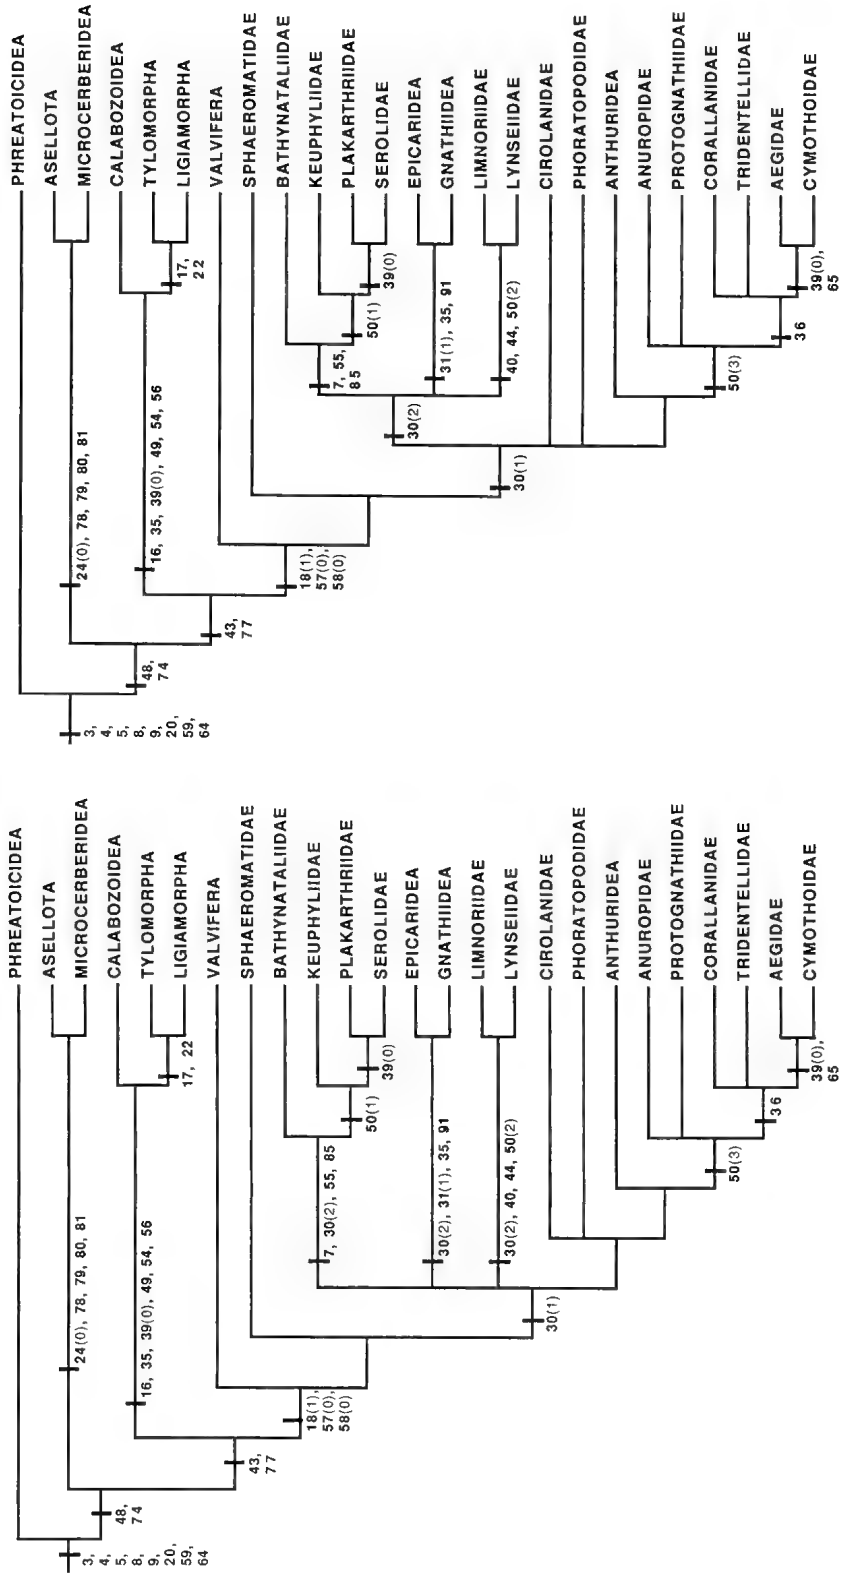 PHREATOICIDEA
ASELLOTA
MICROCERBERIDEA
CALABOZOIDEA
TYLOMORPHA
LIGIAMORPHA
VALVIFERA
SPHAEROMATIDAE
BATHYNATALIIDAE
KEUPHYLIIDAE
PLAKARTHRIIDAE
SEROLIDAE
EPICARIDEA
GNATHIIDEA
LIMNORIIDAE
LYNSEIIDAE
CIROLANIIDAE
PHORATOPODIDAE
ANTHURIDEA
ANUROPIDAE
PROTOGNATHIIDAE
CORALLANIDAE
TRIDENTELLIIDAE
AEGIDAE
CYMOTHOIDAE
3,
4,
5,
8,
9,
20,
59,
64
48,
74
24(0), 78, 79, 80, 81
43,
77
16, 35, 39(0), 49, 54, 56
17, 22
18(1),
57(0),
58(0)
30(1)
7, 30(2), 55, 85
50(1)
39(0)
30(2), 31(1), 35, 91
30(2), 40, 44, 50(2)
50(3)
36
39(0),
65
PHREATOICIDEA
ASELLOTA
MICROCERBERIDEA
CALABOZOIDEA
TYLOMORPHA
LIGIAMORPHA
VALVIFERA
SPHAEROMATIDAE
BATHYNATALIIDAE
KEUPHYLIIDAE
PLAKARTHRIIDAE
SEROLIDAE
EPICARIDEA
GNATHIIDEA
LIMNORIIDAE
LYNSEIIDAE
CIROLANIDAE
PHORATOPODIDAE
ANTHURIDEA
ANUROPIDAE
PROTOGNATHIIDAE
CORALLANIDAE
TRIDENTELLIDAE
AEGIDAE
CYMOTHOIDAE
3,
4,
5,
8,
9,
20,
59,
64
48,
74
24(0), 78, 79, 80, 81
43,
77
16, 35, 39(0), 49, 54, 56
17,
22
18(1),
57(0),
58(0)
30(1)
30(2)
7, 55,
85
50(1)
39(0)
31(1), 35, 91
40, 44, 50(2)
50(3)
36
39(0),
65